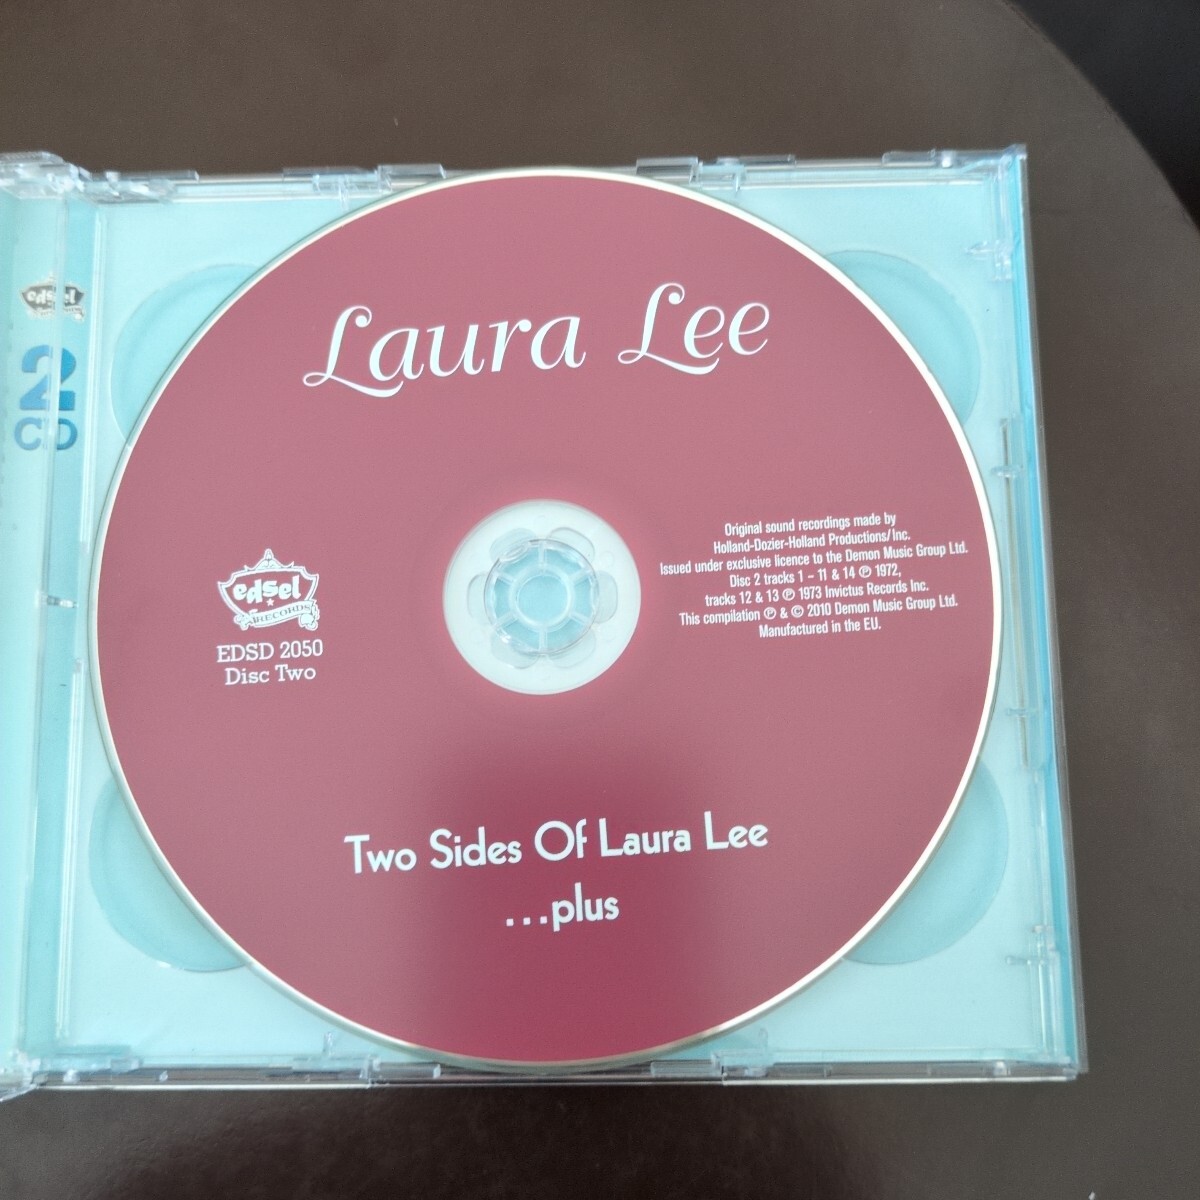 Laura Lee
edsel
2
CD
Original sound recordings made by
Holland-Dozier-Holland Productions/Inc.
Issued under exclusive licence to the Demon Music Group Ltd.
Disc 2 tracks 1 – 11 & 14 ℗ 1972,
tracks 12 & 13 ℗ 1973 Invictus Records Inc.
This compilation ℗ & © 2010 Demon Music Group Ltd.
Manufactured in the EU.
edsel
RECORDS
EDSD 2050
Disc Two
Two Sides Of Laura Lee
...plus